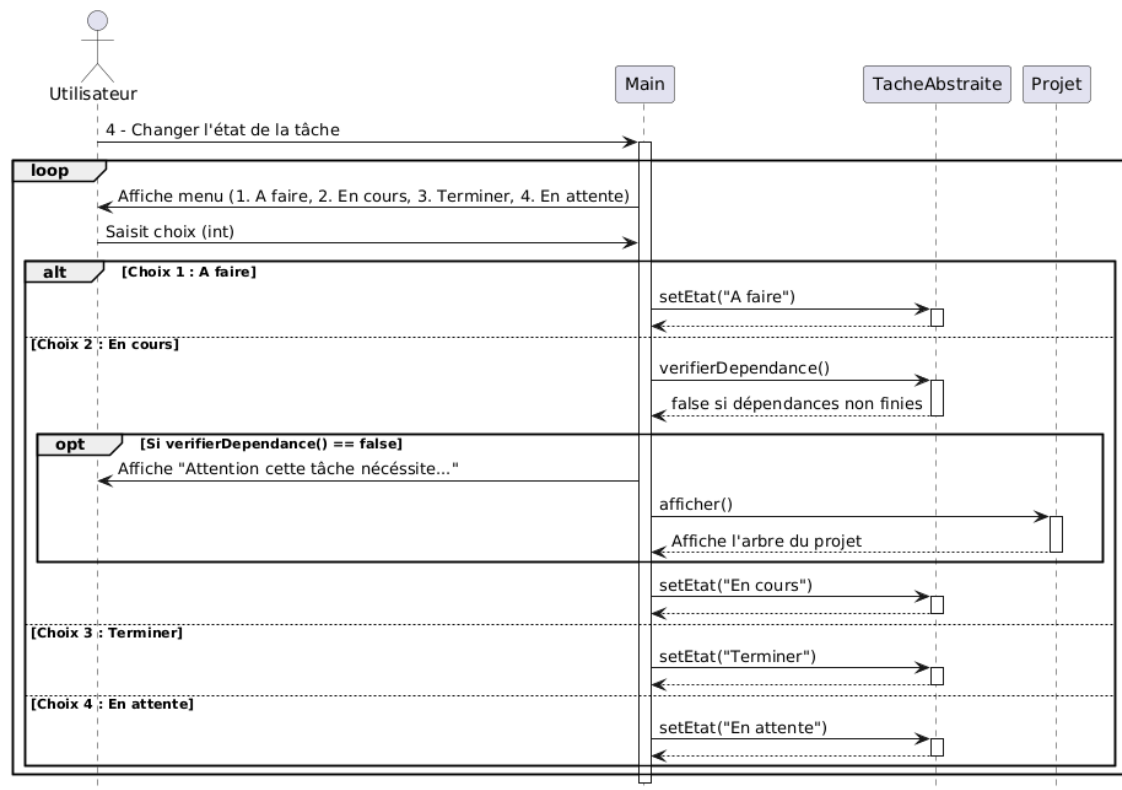 Utilisateur
Main
TacheAbstraite
Projet
4 - Changer l'état de la tâche
loop
Affiche menu (1. A faire, 2. En cours, 3. Terminer, 4. En attente)
Saisit choix (int)
alt [Choix 1 : A faire]
setEtat("A faire")
[Choix 2 : En cours]
verifierDependance()
false si dépendances non finies
opt [Si verifierDependance() == false]
Affiche "Attention cette tâche nécéssite..."
afficher()
Affiche l'arbre du projet
setEtat("En cours")
[Choix 3 : Terminer]
setEtat("Terminer")
[Choix 4 : En attente]
setEtat("En attente")